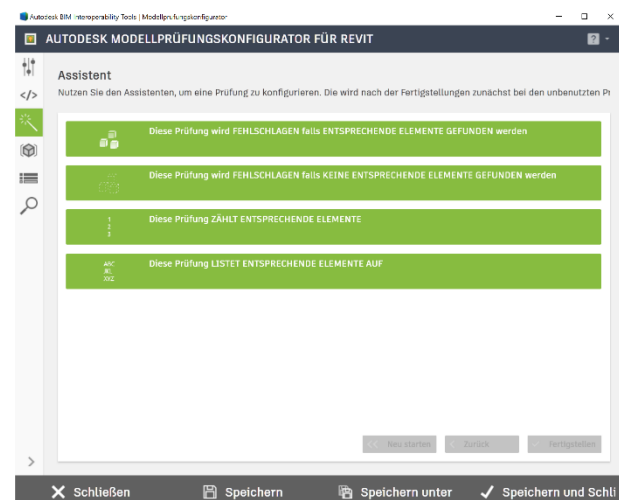 Autodesk BIM Interoperability Tools | Modellprüfungskonfigurator
AUTODESK MODELLPRÜFUNGSKONFIGURATOR FÜR REVIT
?
</>
Assistent
Nutzen Sie den Assistenten, um eine Prüfung zu konfigurieren. Die wird nach der Fertigstellungen zunächst bei den unbenutzten Pr
Diese Prüfung wird FEHLSCHLAGEN falls ENTSPRECHENDE ELEMENTE GEFUNDEN werden
Diese Prüfung wird FEHLSCHLAGEN falls KEINE ENTSPRECHENDE ELEMENTE GEFUNDEN werden
1
2
3
Diese Prüfung ZÄHLT ENTSPRECHENDE ELEMENTE
ABC
XYZ
Diese Prüfung LISTET ENTSPRECHENDE ELEMENTE AUF
<< Neu starten
< Zurück
Fertigstellen
Schließen
Speichern
Speichern unter
Speichern und Schli